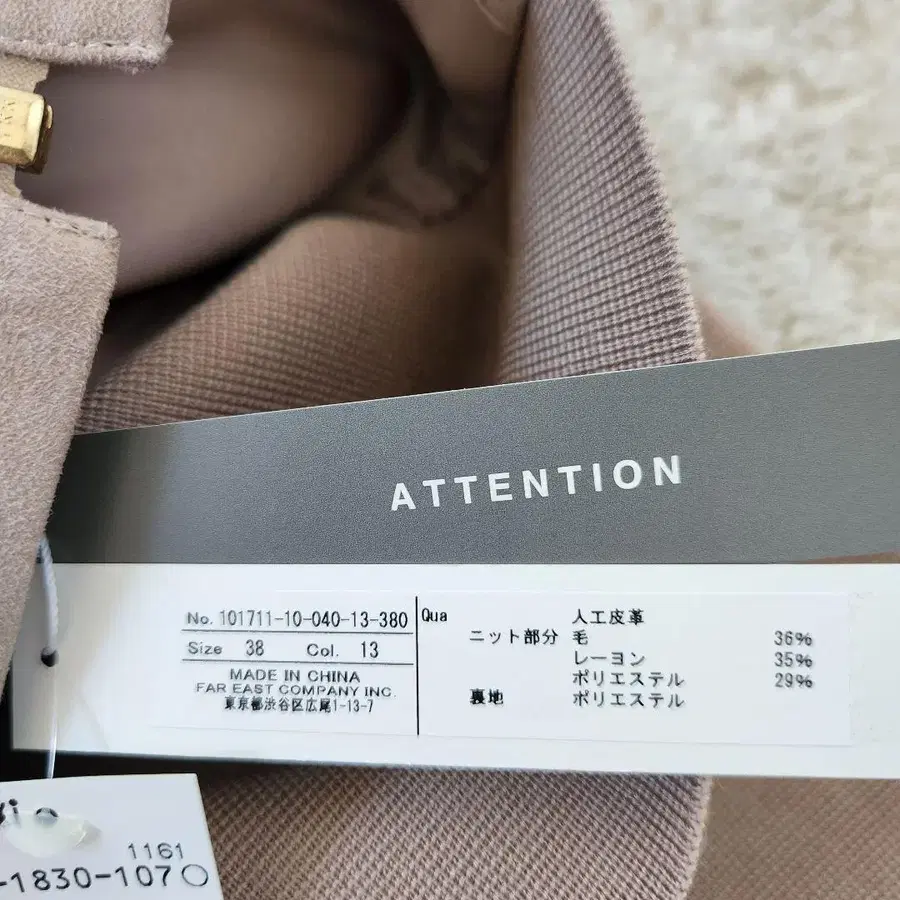 ATTENTION
No. 101711-10-040-13-380
Size 38 Col. 13
MADE IN CHINA
FAR EAST COMPANY INC.
東京都渋谷区広尾1-13-7
Qua 人工皮革
ニット部分 毛 36%
レーヨン 35%
ポリエステル 29%
裏地 ポリエステル
1161
-1830-107○